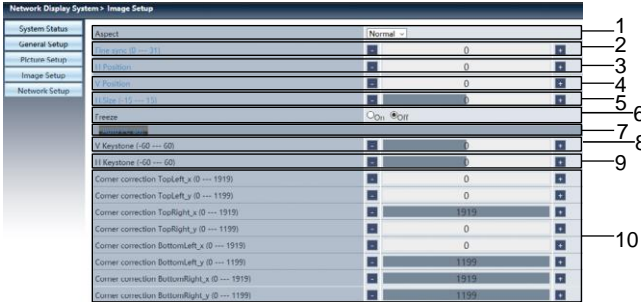 Network Display System> Image Setup
System Status
General Setup
Picture Setup
Image Setup
Network Setup
Aspect Normal 1
Fine sync (0 --- 31) - 0 + 2
H Position - 0 + 3
V Position - 0 + 4
H.Size (-15 --- 15) - 0 + 5
Freeze On Off 6
7
V Keystone (-60 --- 60) - 0 + 8
H Keystone (-60 --- 60) - 0 + 9
Corner correction TopLeft_x (0 --- 1919) - 0 +
Corner correction TopLeft_y (0 --- 1199) - 0 +
Corner correction TopRight_x (0 --- 1919) - 1919 +
Corner correction TopRight_y (0 --- 1199) - 0 +
Corner correction BottomLeft_x (0 --- 1919) - 0 +
10
Corner correction BottomLeft_y (0 --- 1199) - 1199 +
Corner correction BottomRight_x (0 --- 1919) - 1919 +
Corner correction BottomRight_y (0 --- 1199) - 1199 +